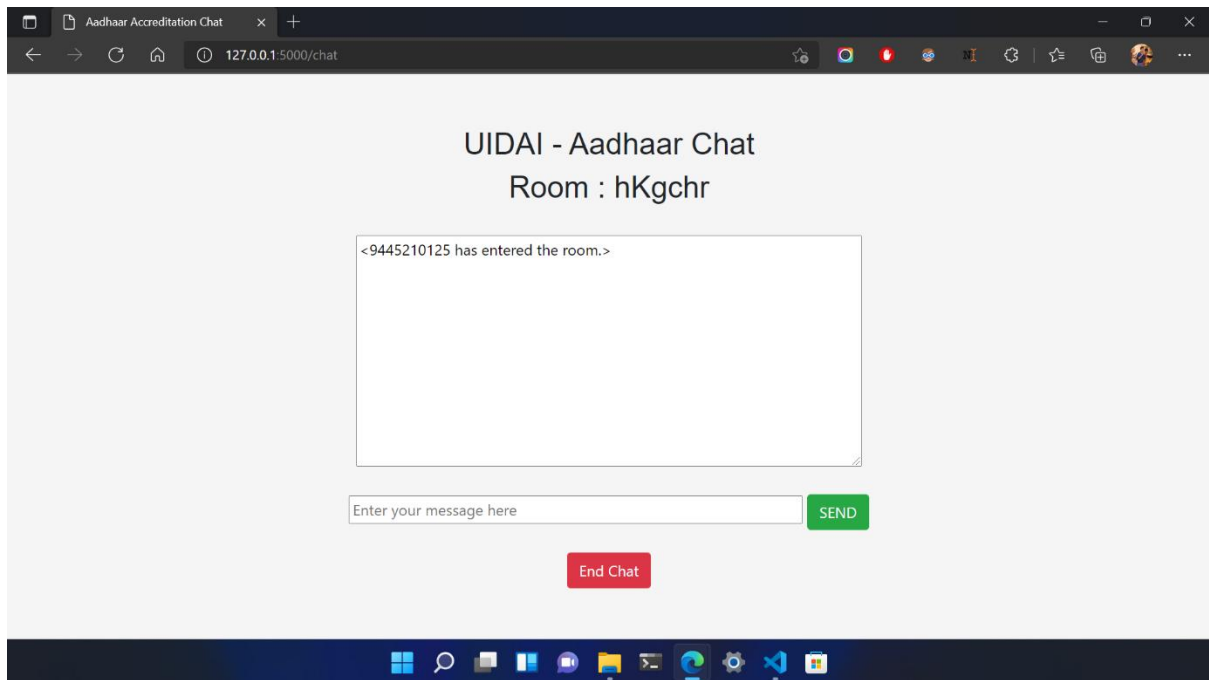 Aadhaar Accreditation Chat
127.0.0.1:5000/chat
UIDAI - Aadhaar Chat
Room : hKgchr
<9445210125 has entered the room.>
Enter your message here
SEND
End Chat